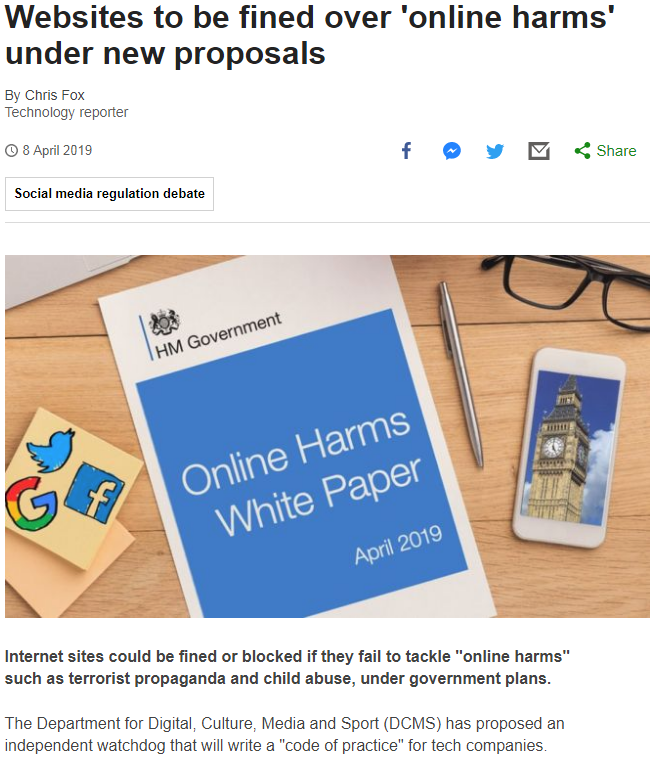 Websites to be fined over 'online harms'
under new proposals
By Chris Fox
Technology reporter
8 April 2019
Share
Social media regulation debate
HM Government
Online Harms
White Paper
April 2019
Internet sites could be fined or blocked if they fail to tackle "online harms"
such as terrorist propaganda and child abuse, under government plans.
The Department for Digital, Culture, Media and Sport (DCMS) has proposed an
independent watchdog that will write a "code of practice" for tech companies.